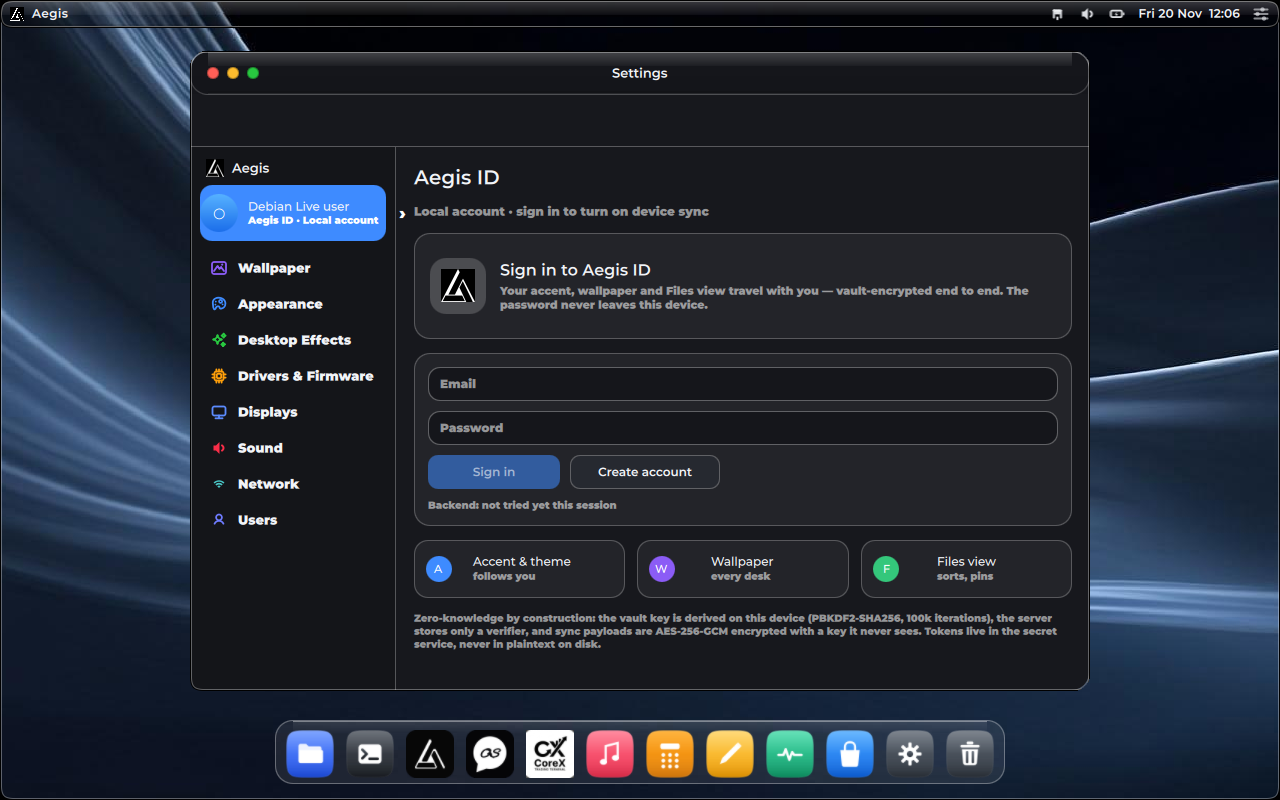 Aegis
Fri 20 Nov 12:06
Settings
Aegis
Debian Live user
Aegis ID • Local account
Wallpaper
Appearance
Desktop Effects
Drivers & Firmware
Displays
Sound
Network
Users
Aegis ID
Local account • sign in to turn on device sync
Sign in to Aegis ID
Your accent, wallpaper and Files view travel with you — vault-encrypted end to end. The
password never leaves this device.
Email
Password
Sign in
Create account
Backend: not tried yet this session
A
Accent & theme
follows you
W
Wallpaper
every desk
F
Files view
sorts, pins
Zero-knowledge by construction: the vault key is derived on this device (PBKDF2-SHA256, 100k iterations), the server
stores only a verifier, and sync payloads are AES-256-GCM encrypted with a key it never sees. Tokens live in the secret
service, never in plaintext on disk.
as
CX
CoreX